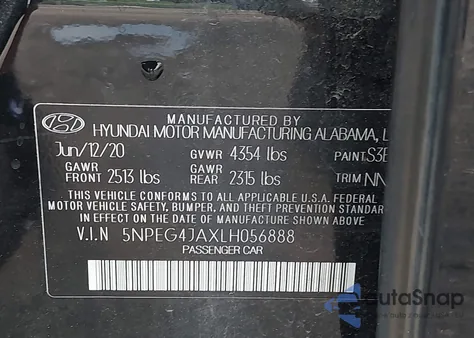 MANUFACTURED BY
HYUNDAI MOTOR MANUFACTURING ALABAMA, L
Jun/12/20 GVWR 4354 lbs PAINT S3
GAWR FRONT 2513 lbs GAWR REAR 2315 lbs TRIM NN
THIS VEHICLE CONFORMS TO ALL APPLICABLE U.S.A. FEDERAL
MOTOR VEHICLE SAFETY, BUMPER, AND THEFT PREVENTION STANDAR
IN EFFECT ON THE DATE OF MANUFACTURE SHOWN ABOVE
V.I.N 5NPEG4JAXLH056888
PASSENGER CAR
AutoSnap